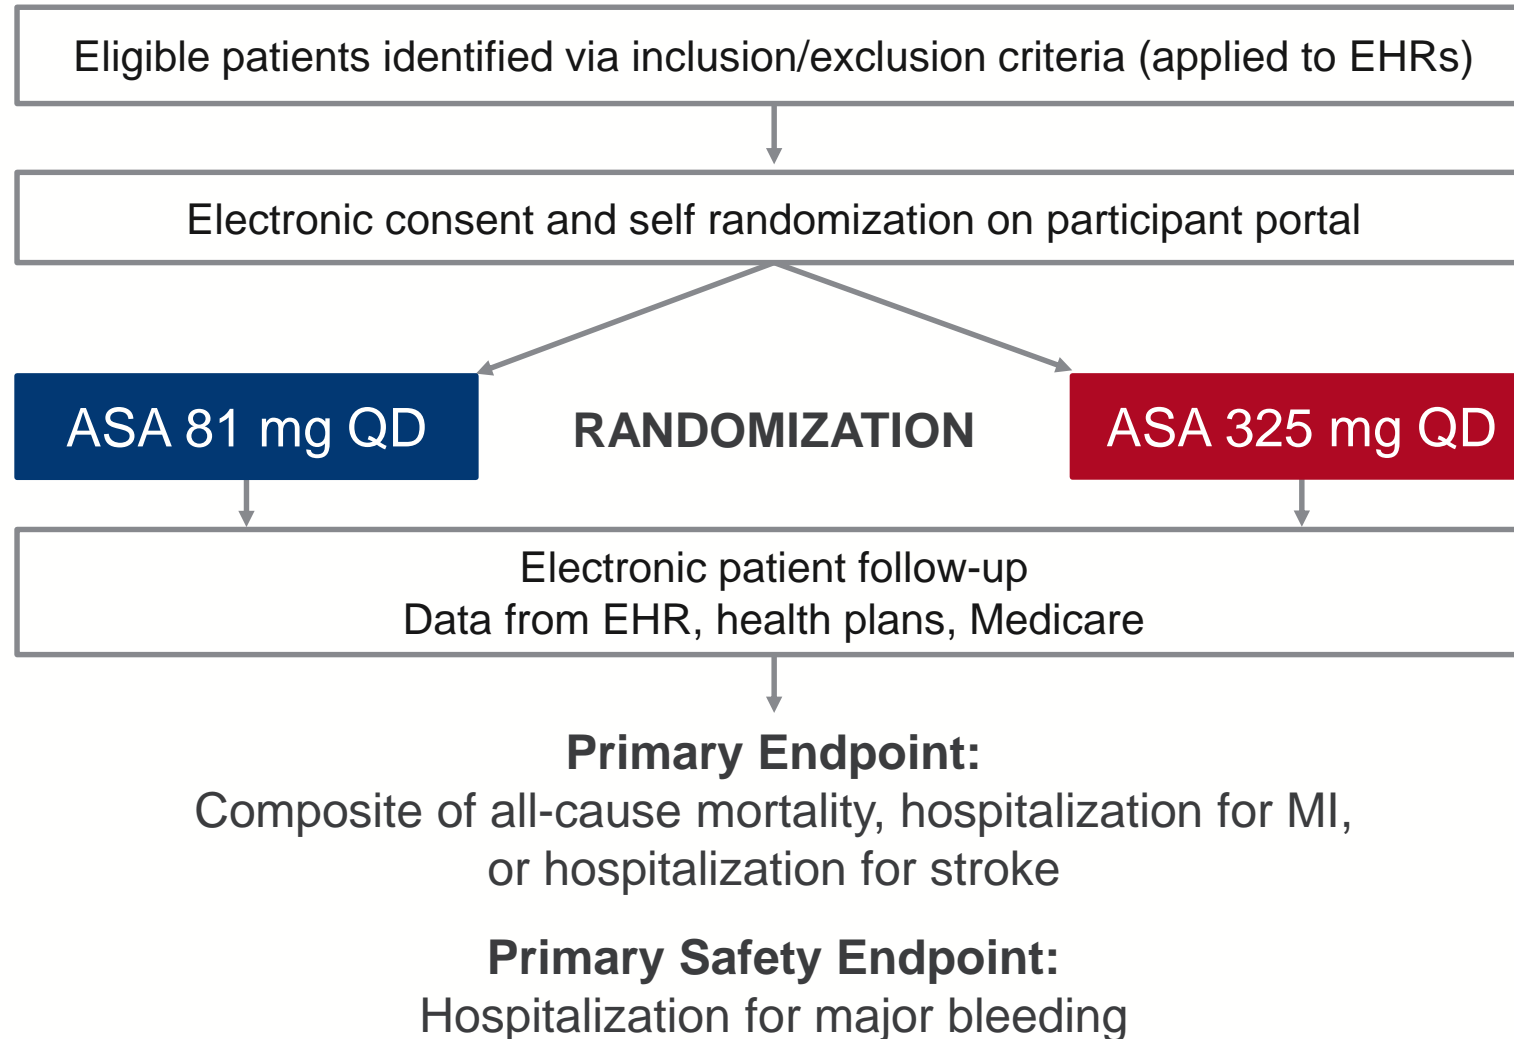 Eligible patients identified via inclusion/exclusion criteria (applied to EHRs)
Electronic consent and self randomization on participant portal
ASA 81 mg QD
RANDOMIZATION
ASA 325 mg QD
Electronic patient follow-up
Data from EHR, health plans, Medicare
Primary Endpoint:
Composite of all-cause mortality, hospitalization for MI,
or hospitalization for stroke
Primary Safety Endpoint:
Hospitalization for major bleeding